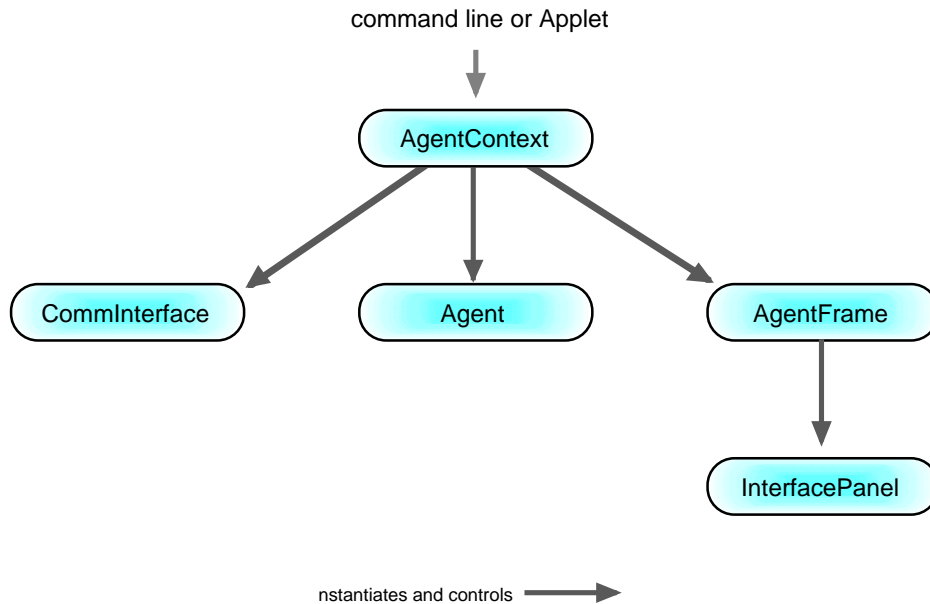 command line or Applet
AgentContext
CommInterface
Agent
AgentFrame
InterfacePanel
nstantiates and controls